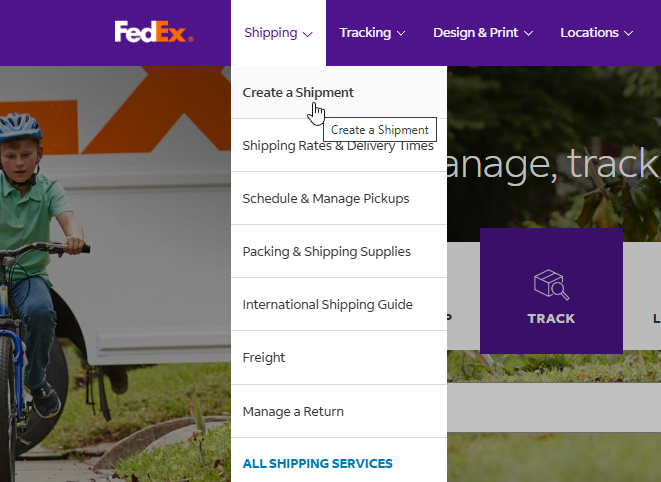 FedEx®
Shipping
Tracking
Design & Print
Locations
Create a Shipment
Create a Shipment
Shipping Rates & Delivery Times
Schedule & Manage Pickups
Packing & Shipping Supplies
International Shipping Guide
Freight
Manage a Return
ALL SHIPPING SERVICES
anage, track,
P
TRACK
L